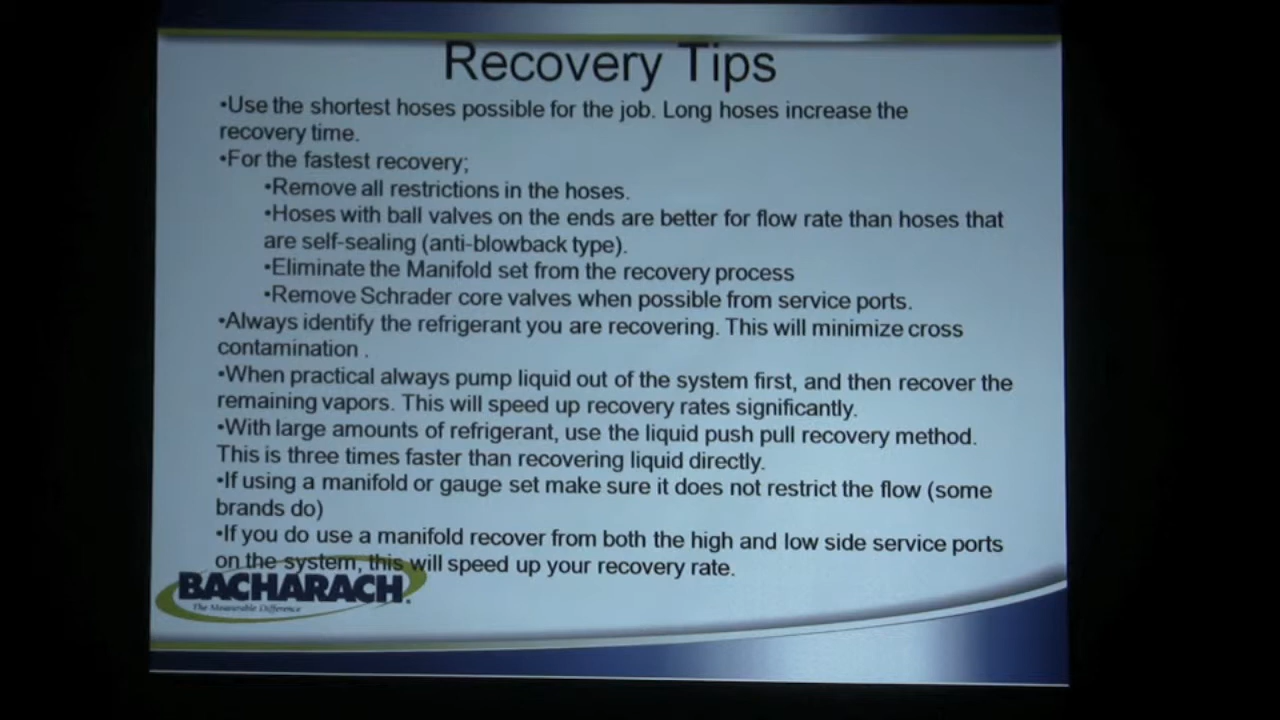 Recovery Tips
•Use the shortest hoses possible for the job. Long hoses increase the
recovery time.
•For the fastest recovery;
•Remove all restrictions in the hoses.
•Hoses with ball valves on the ends are better for flow rate than hoses that
are self-sealing (anti-blowback type).
•Eliminate the Manifold set from the recovery process
•Remove Schrader core valves when possible from service ports.
•Always identify the refrigerant you are recovering. This will minimize cross
contamination .
•When practical always pump liquid out of the system first, and then recover the
remaining vapors. This will speed up recovery rates significantly.
•With large amounts of refrigerant, use the liquid push pull recovery method.
This is three times faster than recovering liquid directly.
•If using a manifold or gauge set make sure it does not restrict the flow (some
brands do)
•If you do use a manifold recover from both the high and low side service ports
on the system, this will speed up your recovery rate.
BACHARACH.
The Measurable Difference